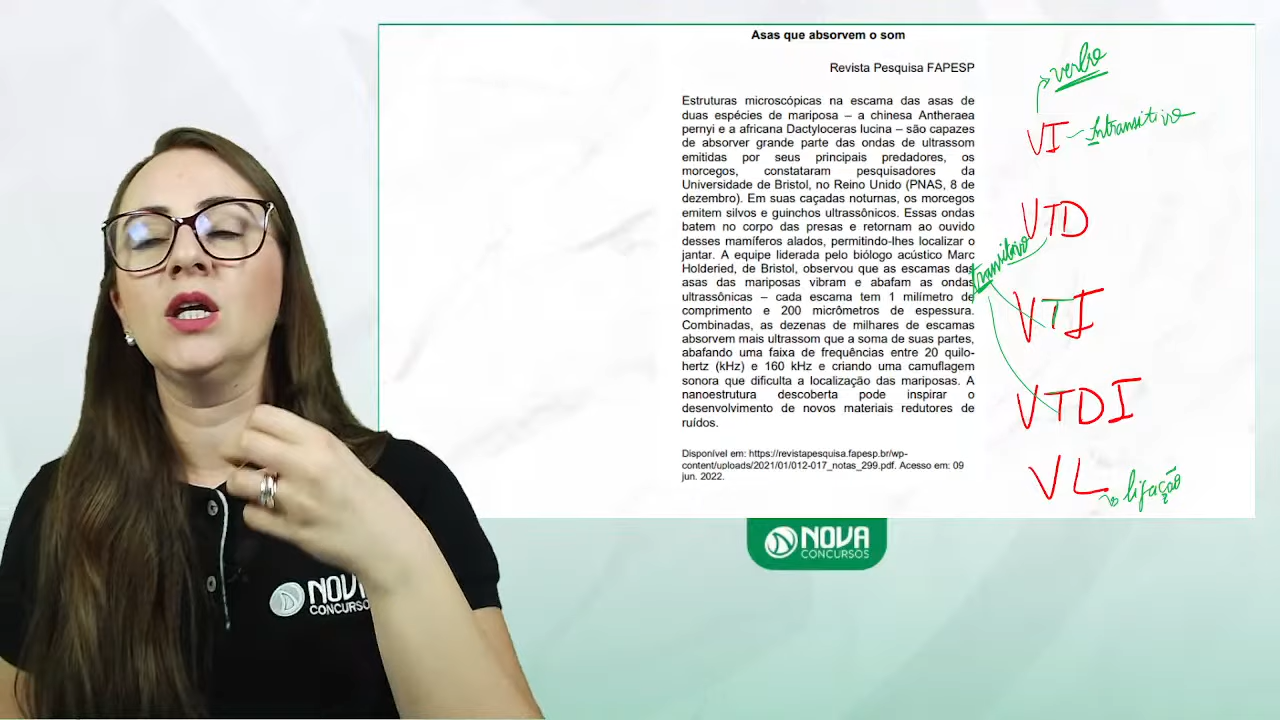 Asas que absorvem o som
Revista Pesquisa FAPESP
Estruturas microscópicas na escama das asas de
duas espécies de mariposa – a chinesa Antheraea
pernyi e a africana Dactyloceras lucina – são capazes
de absorver grande parte das ondas de ultrassom
emitidas por seus principais predadores, os
morcegos, constataram pesquisadores da
Universidade de Bristol, no Reino Unido (PNAS, 8 de
dezembro). Em suas caçadas noturnas, os morcegos
emitem silvos e guinchos ultrassônicos. Essas ondas
batem no corpo das presas e retornam ao ouvido
desses mamíferos alados, permitindo-lhes localizar o
jantar. A equipe liderada pelo biólogo acústico Marc
Holderied, de Bristol, observou que as escamas das
asas das mariposas vibram e abafam as ondas
ultrassônicas – cada escama tem 1 milímetro de
comprimento e 200 micrômetros de espessura.
Combinadas, as dezenas de milhares de escamas
absorvem mais ultrassom que a soma de suas partes,
abafando uma faixa de frequências entre 20 quilo-
hertz (kHz) e 160 kHz e criando uma camuflagem
sonora que dificulta a localização das mariposas. A
nanoestrutura descoberta pode inspirar o
desenvolvimento de novos materiais redutores de
ruídos.
Disponível em: https://revistapesquisa.fapesp.br/wp-
content/uploads/2021/01/012-017_notas_299.pdf. Acesso em: 09
jun. 2022.
verbo
VI - Intransitivo
VTD
transitivo
VTI
VTDI
VL
ligação
NOVA
CONCURSOS
NOVA
CONCURSOS